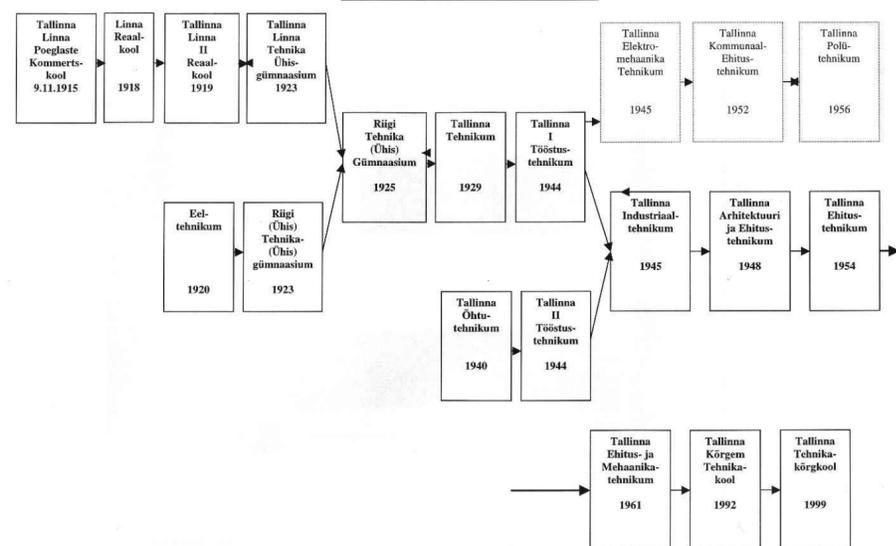 Tallinna
Linna
Poeglaste
Kommerts-
kool
9.11.1915
Linna
Reaal-
kool
1918
Tallinna
Linna
II
Reaal-
kool
1919
Tallinna
Linna
Tehnika
Ühis-
gümnaasium
1923
Tallinna
Elektro-
mehaanika
Tehnikum
1945
Tallinna
Kommunaal-
Ehitus-
tehnikum
1952
Tallinna
Polü-
tehnikum
1956
Riigi
Tehnika
(Ühis)
Gümnaasium
1925
Tallinna
Tehnikum
1929
Tallinna
I
Tööstus-
tehnikum
1944
Eel-
tehnikum
1920
Riigi
(Ühis)
Tehnika-
(Ühis)
gümnaasium
1923
Tallinna
Industriaal-
tehnikum
1945
Tallinna
Arhitektuuri
ja Ehitus-
tehnikum
1948
Tallinna
Ehitus-
tehnikum
1954
Tallinna
Õhtu-
tehnikum
1940
Tallinna
II
Tööstus-
tehnikum
1944
Tallinna
Ehitus- ja
Mehaanika-
tehnikum
1961
Tallinna
Kõrgem
Tehnika-
kool
1992
Tallinna
Tehnika-
kõrgkool
1999